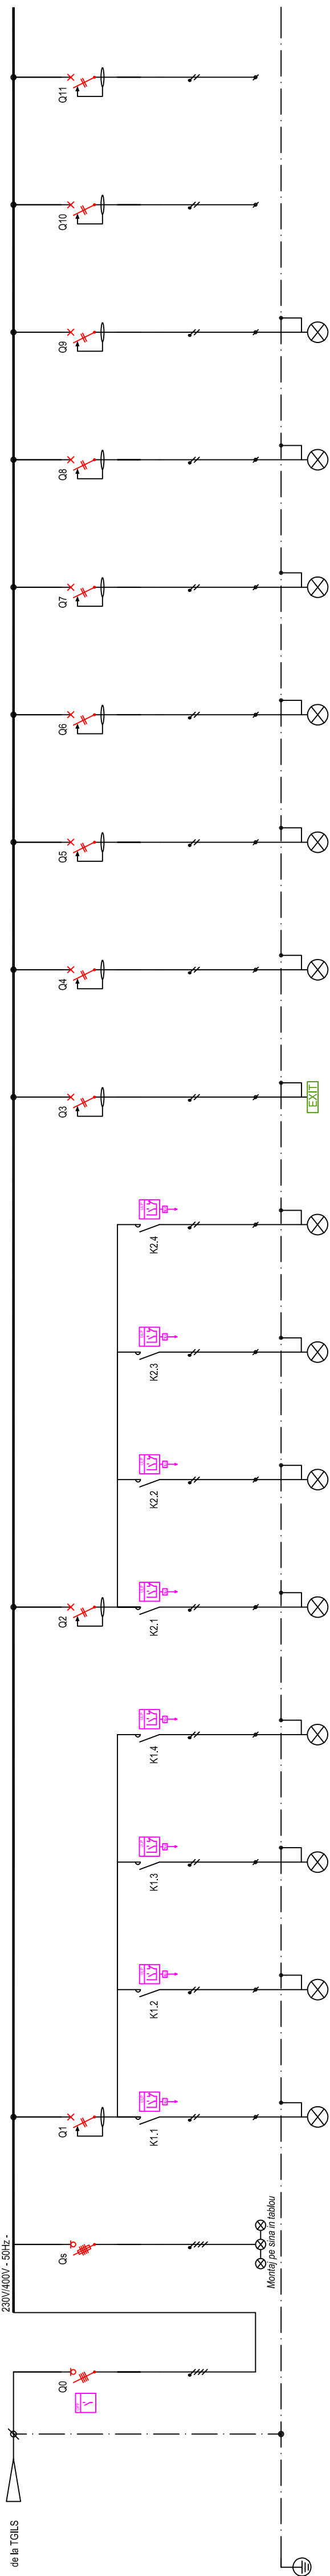 de la TGILS
230V/400V - 50Hz -
Q0
Qs
Montaj pe sina in tablou
Q1
K1.1
K1.2
K1.3
K1.4
Q2
K2.1
K2.2
K2.3
K2.4
Q3
EXIT
Q4
Q5
Q6
Q7
Q8
Q9
Q10
Q11